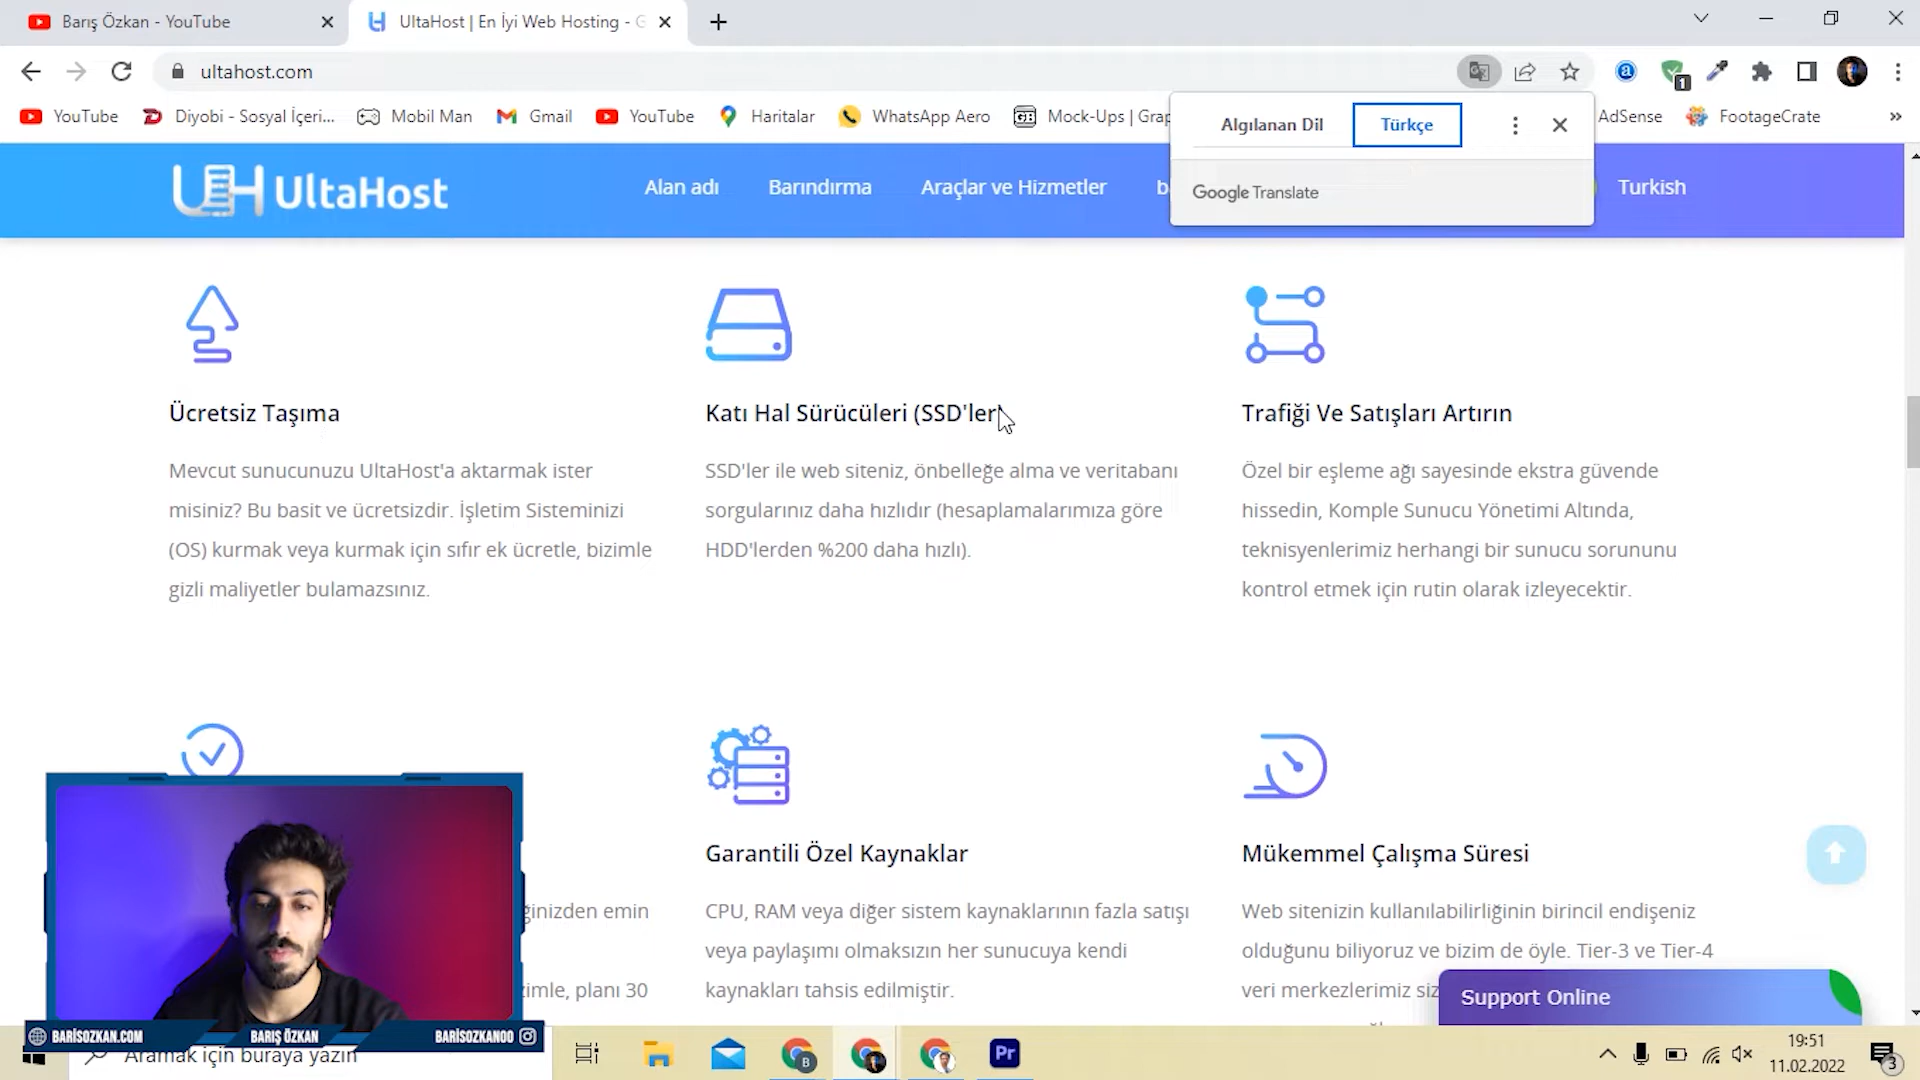 Barış Özkan - YouTube
UltaHost | En İyi Web Hosting - G
ultahost.com
1
YouTube
Diyobi - Sosyal İçeri...
Mobil Man
Gmail
YouTube
Haritalar
WhatsApp Aero
Mock-Ups | Grap
AdSense
FootageCrate
»
Algılanan Dil
Türkçe
Google Translate
UltaHost
Alan adı
Barındırma
Araçlar ve Hizmetler
Turkish
Ücretsiz Taşıma
Mevcut sunucunuzu UltaHost'a aktarmak ister
misiniz? Bu basit ve ücretsizdir. İşletim Sisteminizi
(OS) kurmak veya kurmak için sıfır ek ücretle, bizimle
gizli maliyetler bulamazsınız.
Katı Hal Sürücüleri (SSD'ler)
SSD'ler ile web siteniz, önbelleğe alma ve veritabanı
sorgularınız daha hızlıdır (hesaplamalarımıza göre
HDD'lerden %200 daha hızlı).
Trafiği Ve Satışları Artırın
Özel bir eşleme ağı sayesinde ekstra güvende
hissedin, Komple Sunucu Yönetimi Altında,
teknisyenlerimiz herhangi bir sunucu sorununu
kontrol etmek için rutin olarak izleyecektir.
ğinizden emin
zimle, planı 30
Garantili Özel Kaynaklar
CPU, RAM veya diğer sistem kaynaklarının fazla satışı
veya paylaşımı olmaksızın her sunucuya kendi
kaynakları tahsis edilmiştir.
Mükemmel Çalışma Süresi
Web sitenizin kullanılabilirliğinin birincil endişeniz
olduğunu biliyoruz ve bizim de öyle. Tier-3 ve Tier-4
veri merkezlerimiz siz
Support Online
BARİSOZKAN.COM
BARIŞ ÖZKAN
BARİSOZKANOO
Aramak için buraya yazın
B
Pr
19:51
11.02.2022
3